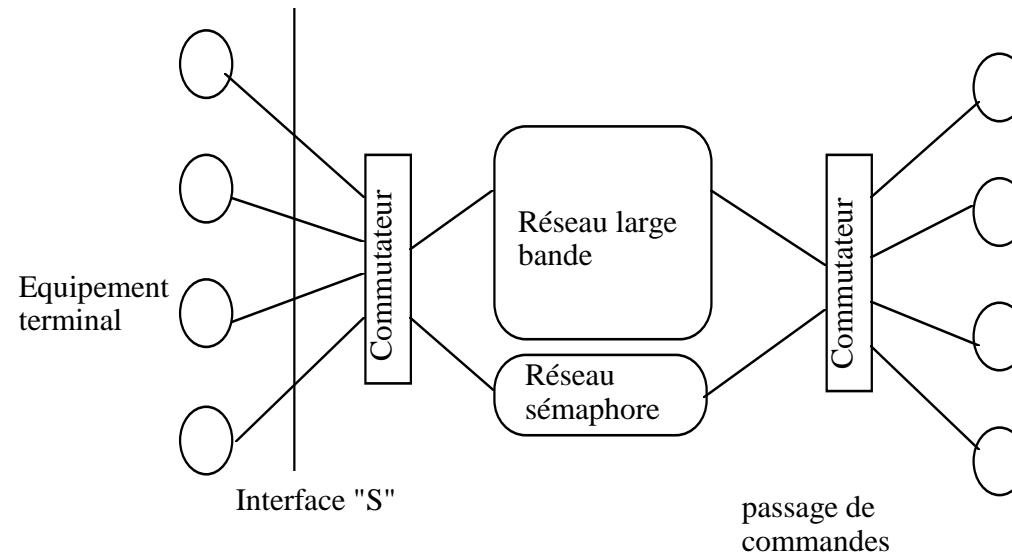 Equipement
terminal
Commutateur
Réseau large
bande
Réseau
sémaphore
Commutateur
Interface "S"
passage de
commandes